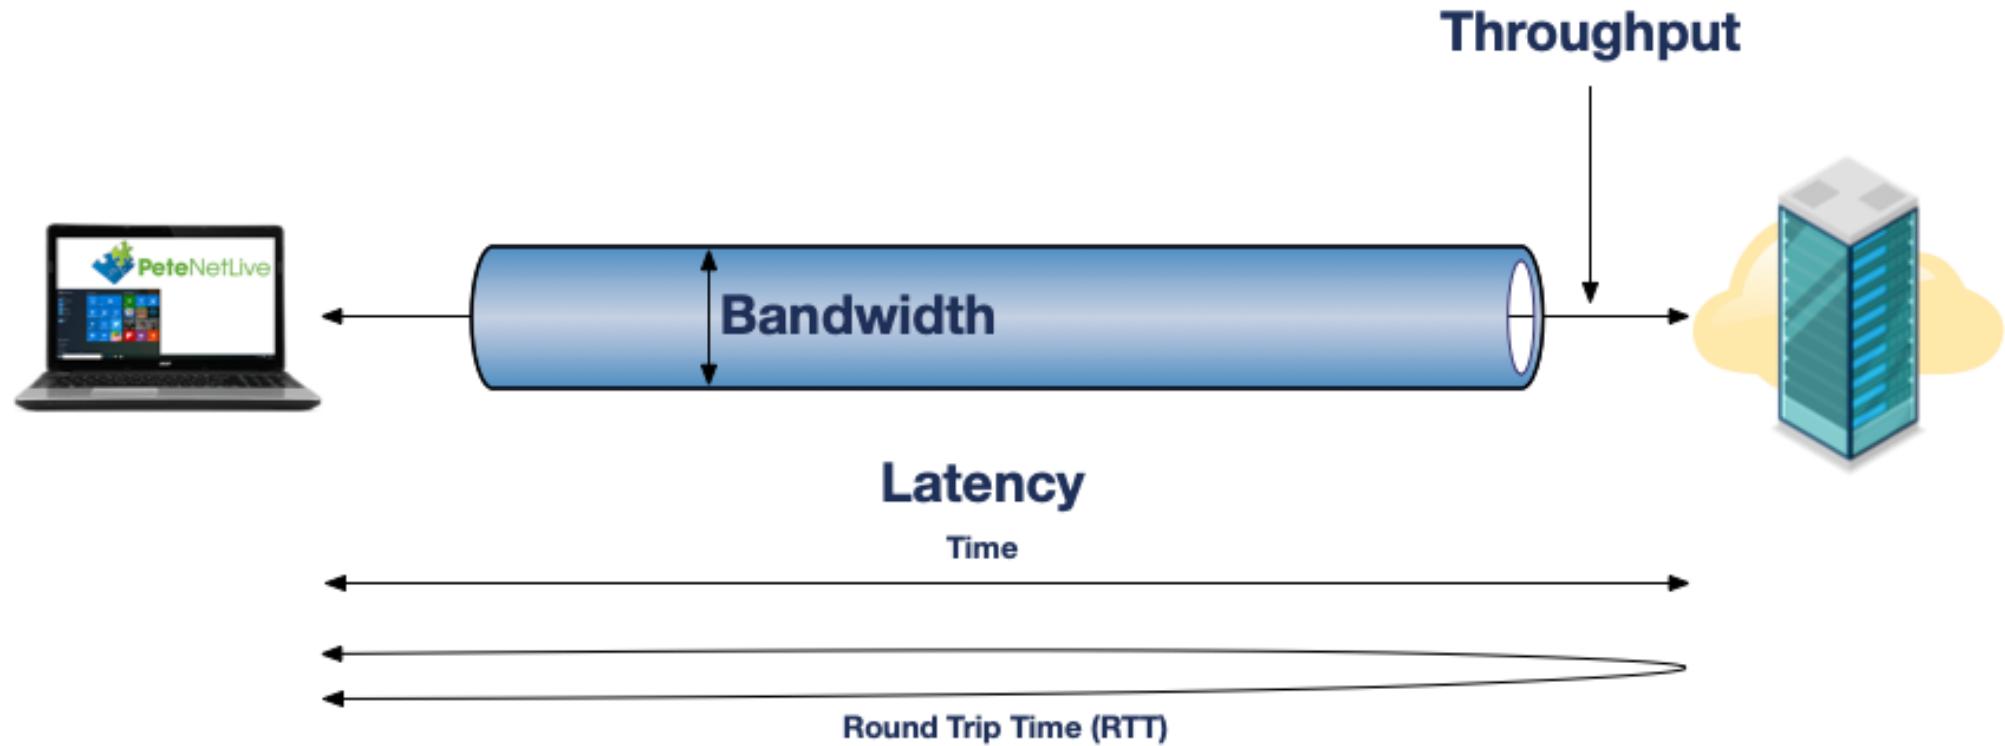 Throughput
PeteNetLive
Bandwidth
Latency
Time
Round Trip Time (RTT)